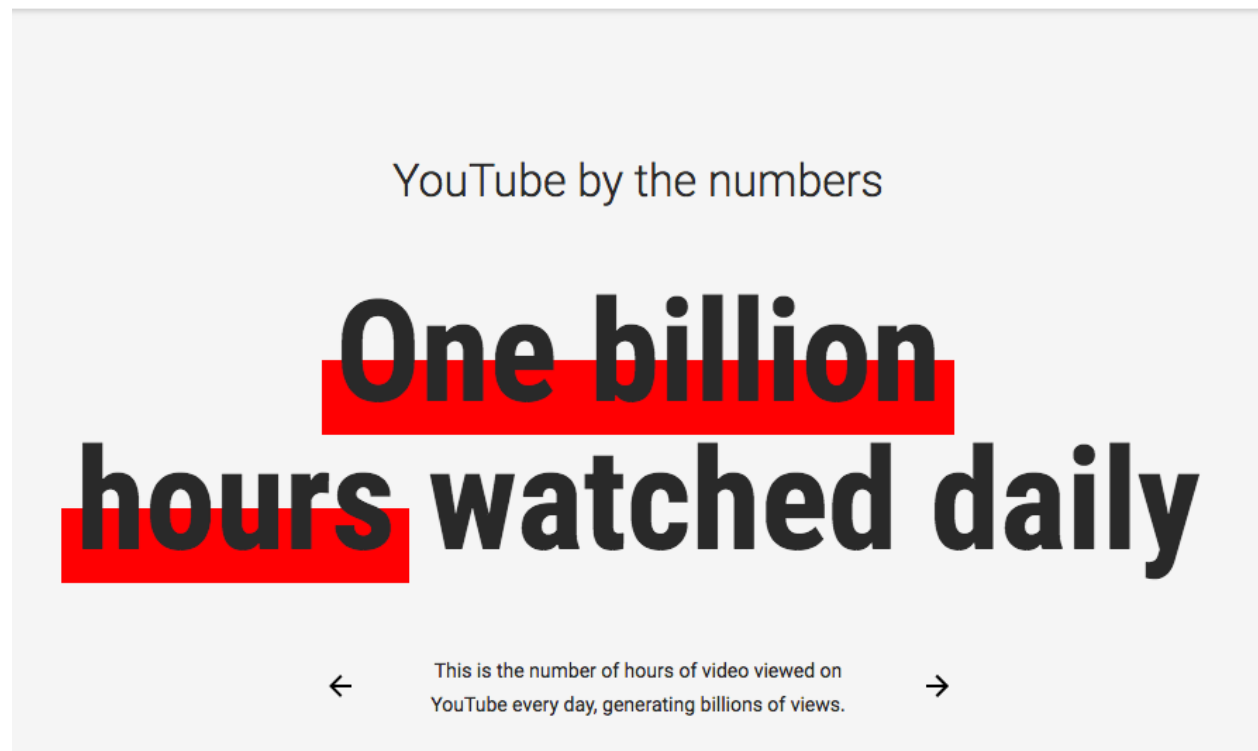 YouTube by the numbers
One billion
hours watched daily
This is the number of hours of video viewed on
YouTube every day, generating billions of views.